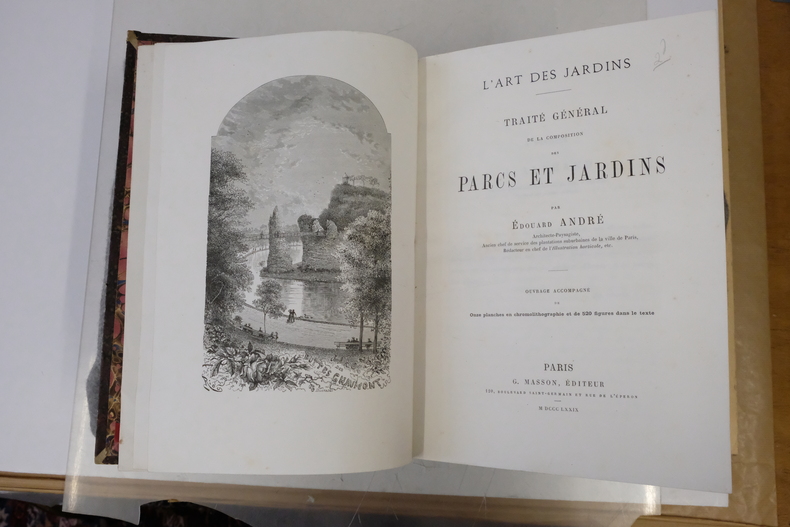 DE CHAUMONT
L'ART DES JARDINS
TRAITÉ GÉNÉRAL
DE LA COMPOSITION
DES
PARCS ET JARDINS
PAR
ÉDOUARD ANDRÉ
Architecte-Paysagiste,
Ancien chef de service des plantations suburbaines de la ville de Paris,
Rédacteur en chef de l'Illustration horticole, etc.
OUVRAGE ACCOMPAGNÉ
DE
Onze planches en chromolithographie et de 520 figures dans le texte
PARIS
G. MASSON, ÉDITEUR
120, BOULEVARD SAINT-GERMAIN ET RUE DE L'ÉPERON
M DCCC LXXIX